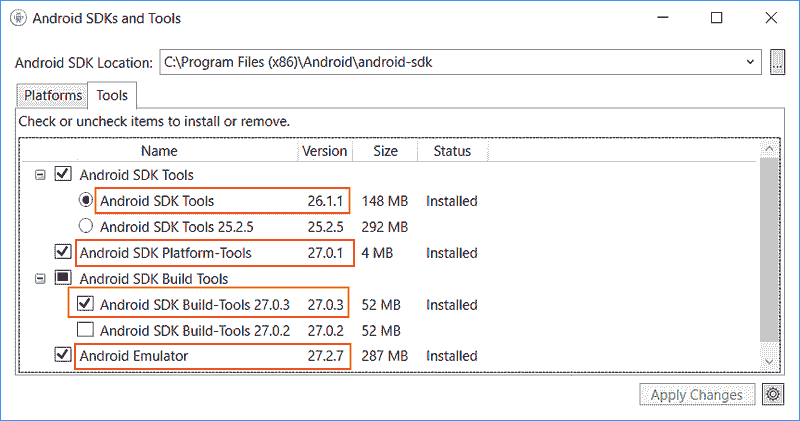 Android SDKs and Tools
Android SDK Location: C:\Program Files (x86)\Android\android-sdk ...
Platforms Tools
Check or uncheck items to install or remove.
Name Version Size Status
Android SDK Tools
Android SDK Tools 26.1.1 148 MB Installed
Android SDK Tools 25.2.5 25.2.5 292 MB
Android SDK Platform-Tools 27.0.1 4 MB Installed
Android SDK Build Tools
Android SDK Build-Tools 27.0.3 27.0.3 52 MB Installed
Android SDK Build-Tools 27.0.2 27.0.2 52 MB
Android Emulator 27.2.7 287 MB Installed
Apply Changes